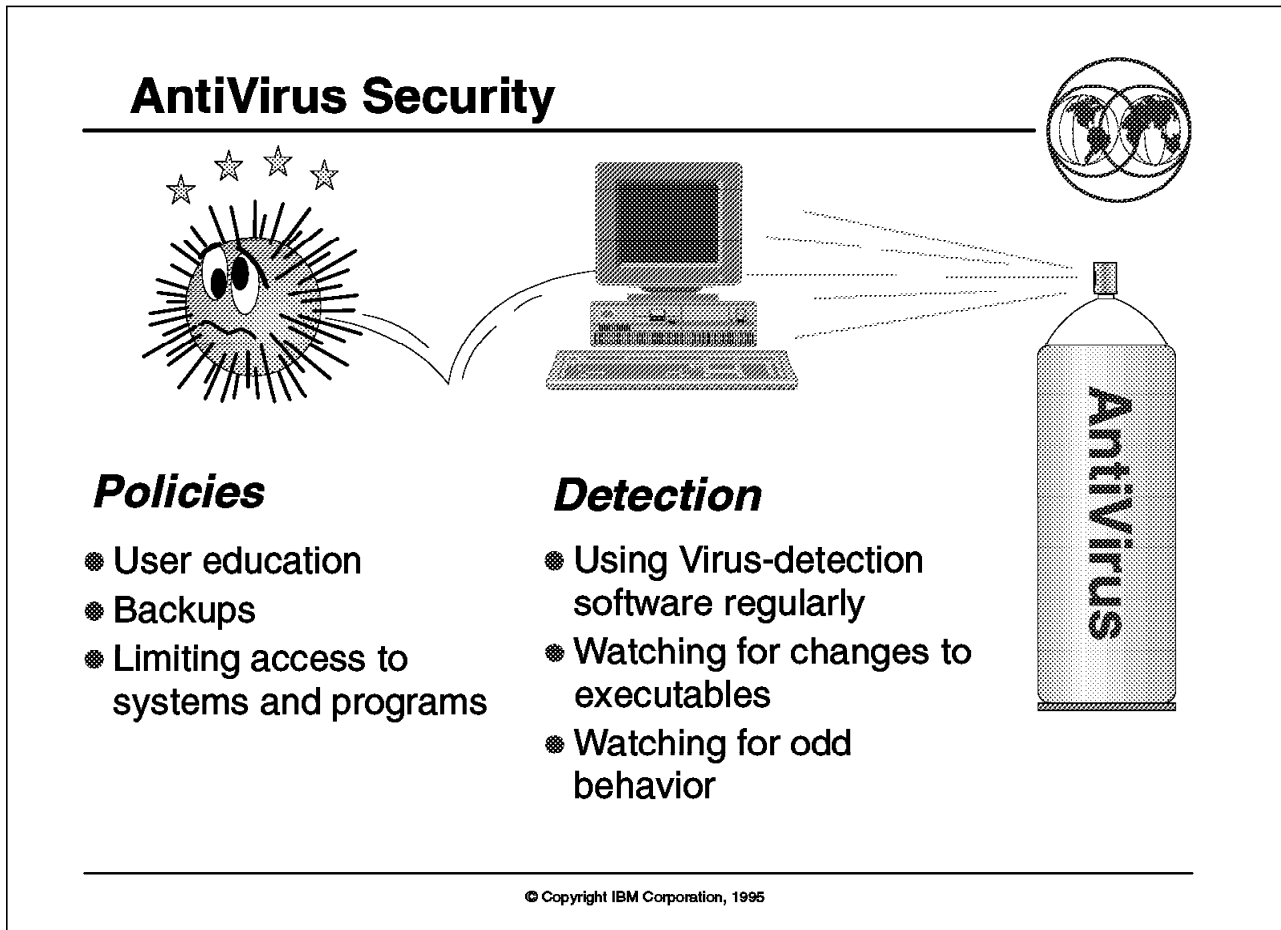 AntiVirus Security
AntiVirus
Policies
User education
Backups
Limiting access to
systems and programs
Detection
Using Virus-detection
software regularly
Watching for changes to
executables
Watching for odd
behavior
© Copyright IBM Corporation, 1995